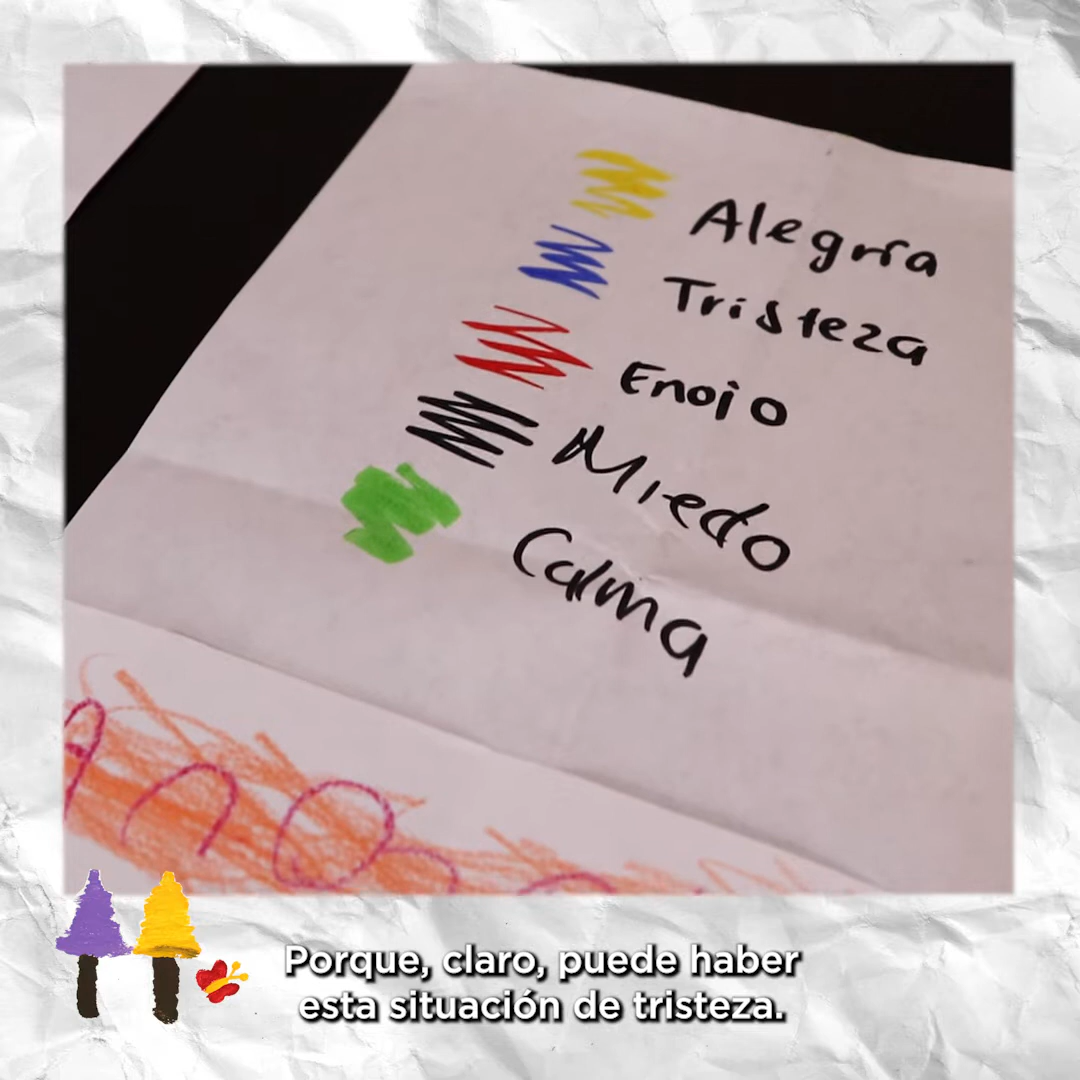 Alegría
Tristeza
Enojo
Miedo
Calma
Porque, claro, puede haber
esta situación de tristeza.